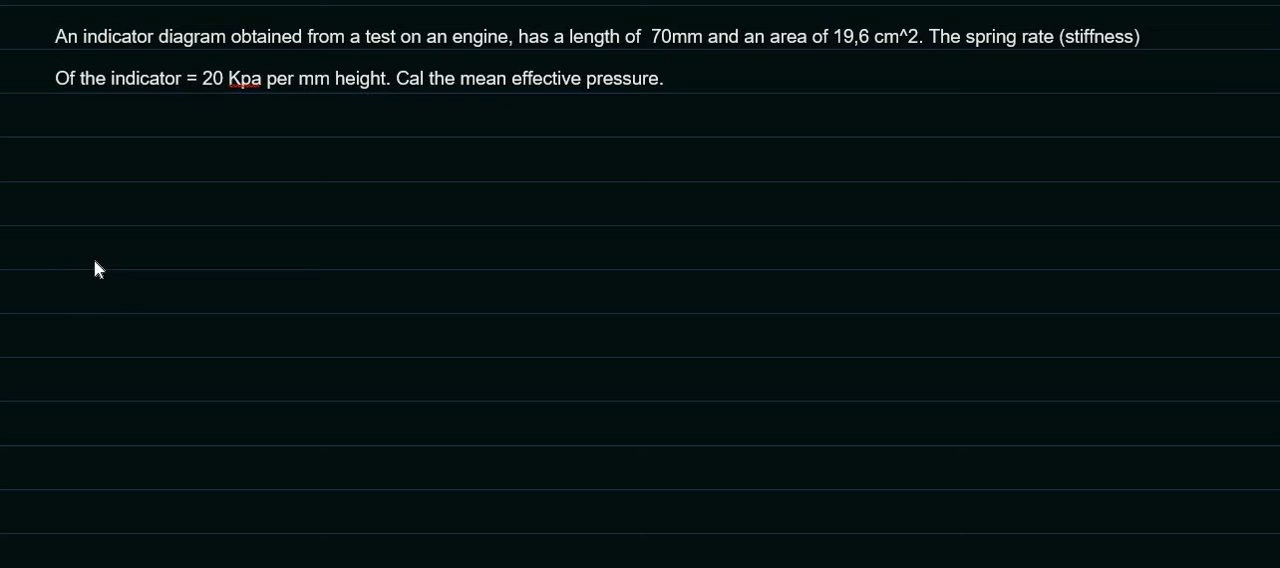 An indicator diagram obtained from a test on an engine, has a length of  70mm and an area of 19,6 cm^2. The spring rate (stiffness)
Of the indicator = 20 Kpa per mm height. Cal the mean effective pressure.